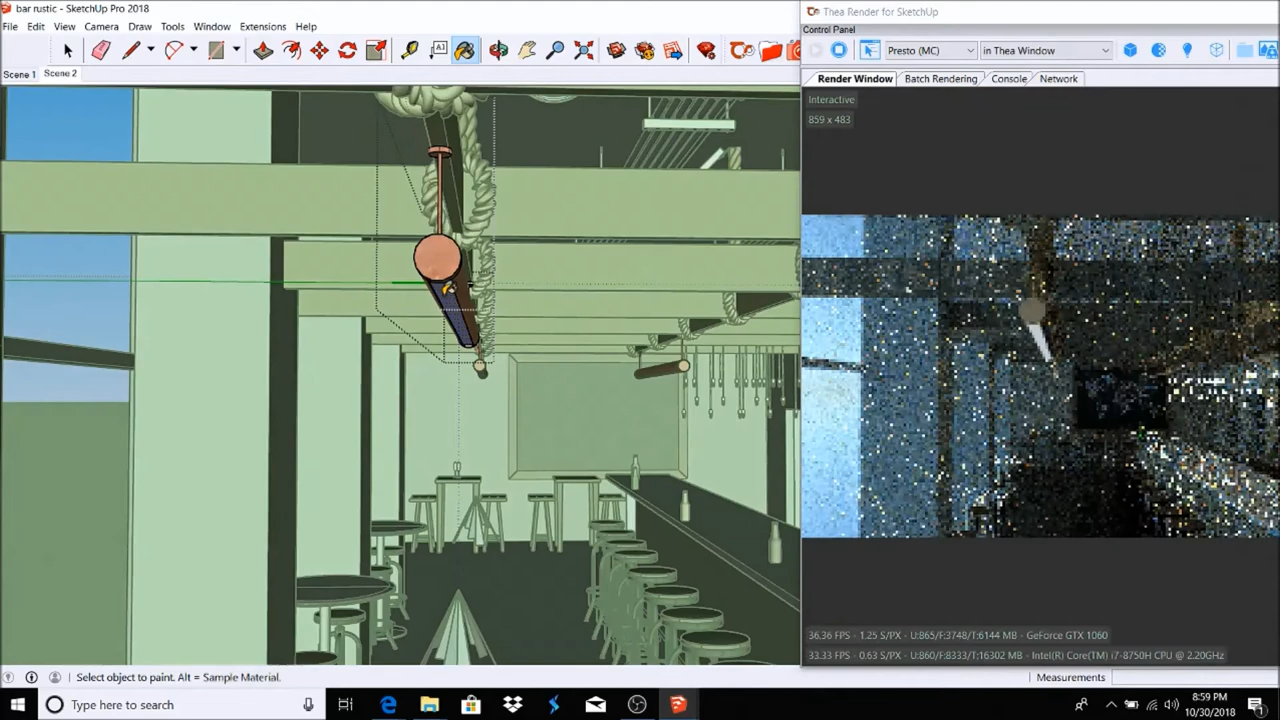 bar rustic - SketchUp Pro 2018
File Edit View Camera Draw Tools Window Extensions Help
Scene 1 Scene 2
Thea Render for SketchUp
Control Panel
Presto (MC) in Thea Window
Render Window Batch Rendering Console Network
Interactive
859 x 483
36.36 FPS - 1.25 S/PX - U:865/F:3748/T:6144 MB - GeForce GTX 1060
33.33 FPS - 0.63 S/PX - U:860/F:8333/T:16302 MB - Intel(R) Core(TM) i7-8750H CPU @ 2.20GHz
Select object to paint. Alt = Sample Material.
Measurements
Type here to search
8:59 PM
10/30/2018